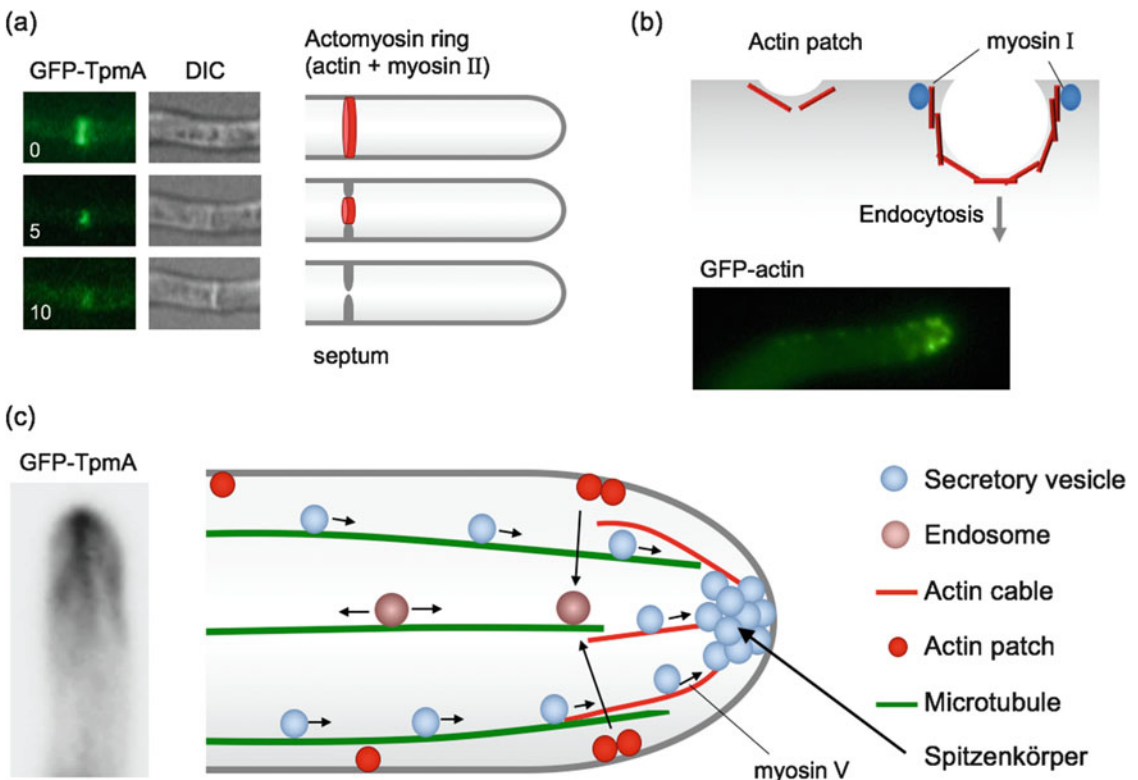 (a)
GFP-TpmA
DIC
Actomyosin ring
(actin + myosin II)
0
5
10
septum
(b)
Actin patch
myosin I
Endocytosis
GFP-actin
(c)
GFP-TpmA
myosin V
Secretory vesicle
Endosome
Actin cable
Actin patch
Microtubule
Spitzenkörper